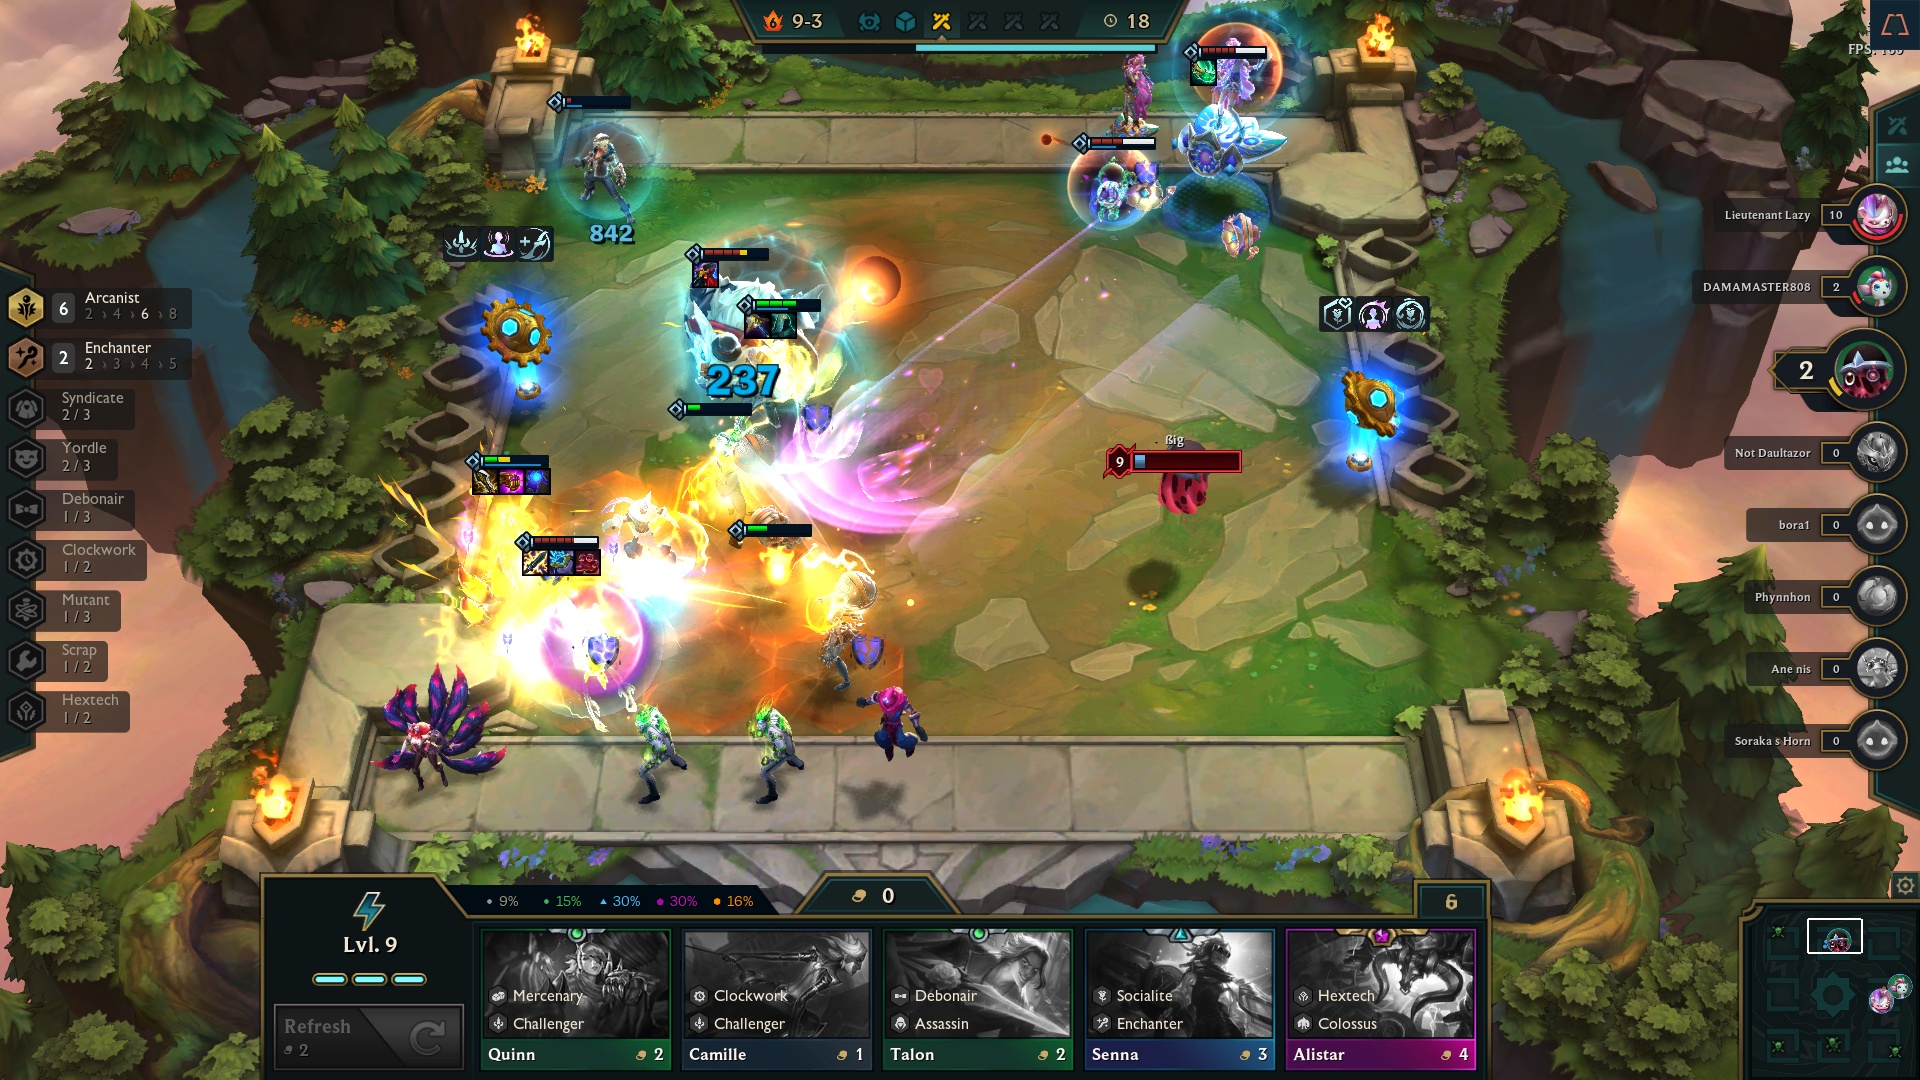 6
9-3
18
842
237
6
Arcanist
2 › 4 › 6 › 8
2
Enchanter
2 › 3 › 4 › 5
Syndicate
2 / 3
Yordle
2 / 3
Debonair
1 / 3
Clockwork
1 / 2
Mutant
1 / 3
Scrap
1 / 2
Hextech
1 / 2
Lieutenant Lazy 10
DAMAMASTER808 2
2
Not Daultazor 0
bora1 0
Phynnhon 0
Ane nis 0
Soraka s Horn 0
ßig
9
9% 15% 30% 30% 16%
0
6
Lvl. 9
Refresh
2
Mercenary
Challenger
Quinn 2
Clockwork
Challenger
Camille 1
Debonair
Assassin
Talon 2
Socialite
Enchanter
Senna 3
Hextech
Colossus
Alistar 4